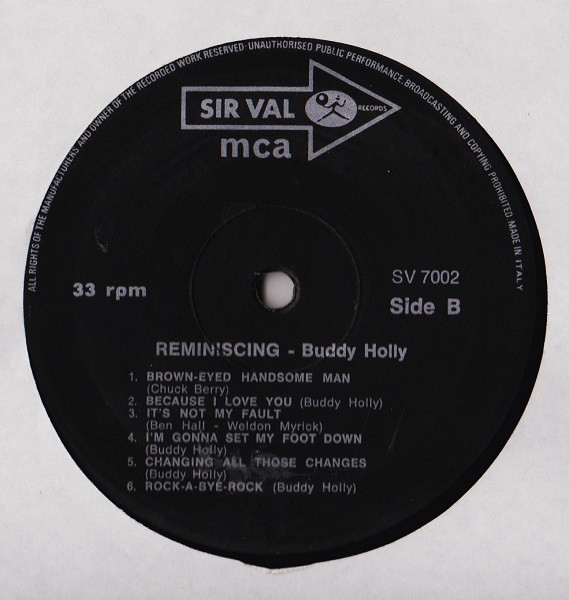 ALL RIGHTS OF THE MANUFACTURERS AND OWNER OF THE RECORDED WORK RESERVED·UNAUTHORISED PUBLIC PERFORMANCE, BROADCASTING AND COPYING PROHIBITED MADE IN ITALY
SIR VAL RECORDS
mca
33 rpm
SV 7002
Side B
REMINISCING - Buddy Holly
1. BROWN-EYED HANDSOME MAN
(Chuck Berry)
2. BECAUSE I LOVE YOU (Buddy Holly)
3. IT'S NOT MY FAULT
(Ben Hall - Weldon Myrick)
4. I'M GONNA SET MY FOOT DOWN
(Buddy Holly)
5. CHANGING ALL THOSE CHANGES
(Buddy Holly)
6. ROCK-A-BYE-ROCK (Buddy Holly)